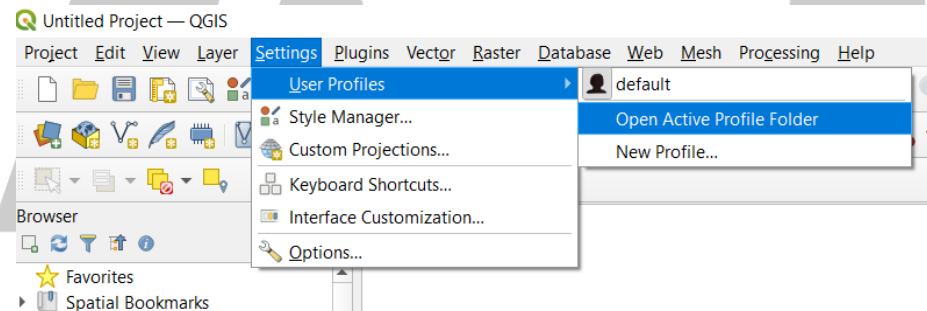 Untitled Project — QGIS
Project Edit View Layer Settings Plugins Vector Raster Database Web Mesh Processing Help
User Profiles
default
Style Manager...
Open Active Profile Folder
Custom Projections...
New Profile...
Keyboard Shortcuts...
Interface Customization...
Options...
Browser
Favorites
Spatial Bookmarks